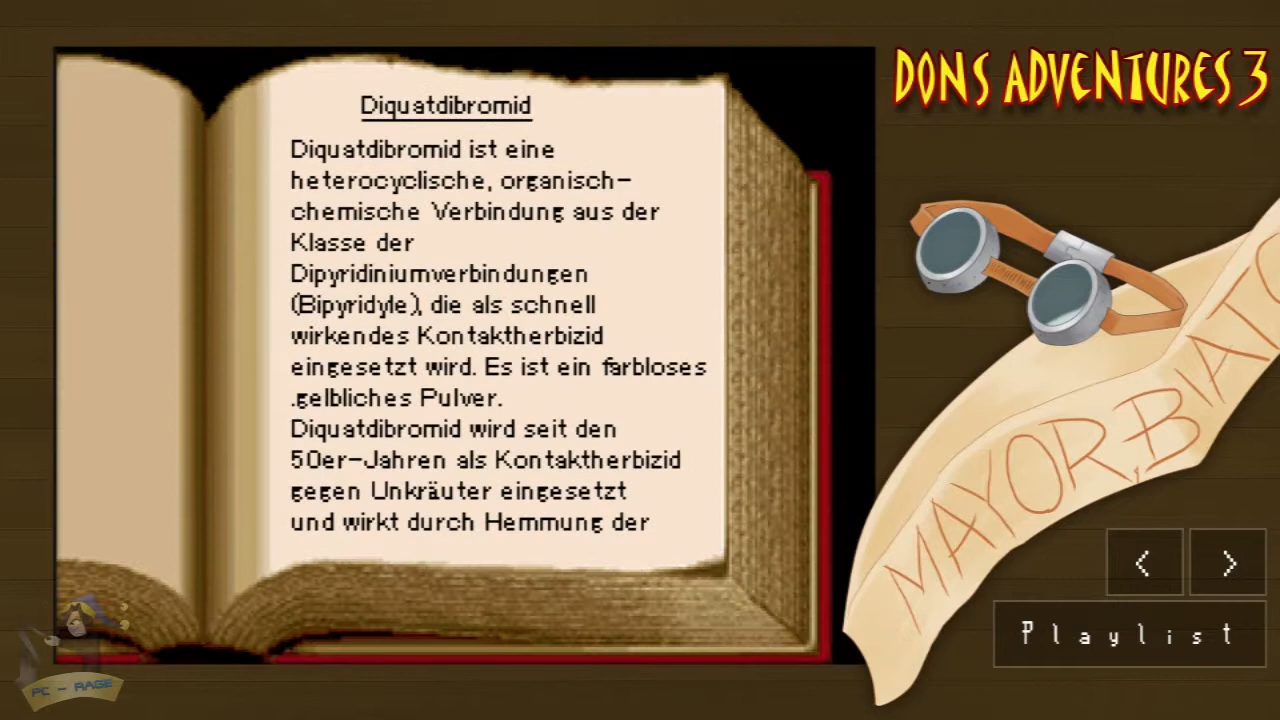 DONS ADVENTURES 3
Diquatdibromid
Diquatdibromid ist eine
heterocyclische, organisch-
chemische Verbindung aus der
Klasse der
Dipyridiniumverbindungen
(Bipyridyle), die als schnell
wirkendes Kontaktherbizid
eingesetzt wird. Es ist ein farbloses
.gelbliches Pulver.
Diquatdibromid wird seit den
50er-Jahren als Kontaktherbizid
gegen Unkräuter eingesetzt
und wirkt durch Hemmung der
MAYOR, BIATC
< >
Playlist
PC - RAGE